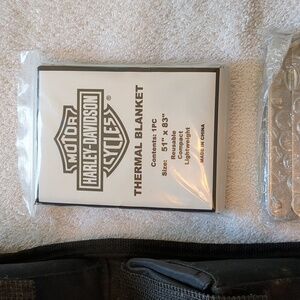 MOTOR
HARLEY-DAVIDSON
CYCLES
®
THERMAL BLANKET
Contents: 1PC
Size: 51" x 83"
Reusable
Compact
Lightweight
MADE IN CHINA